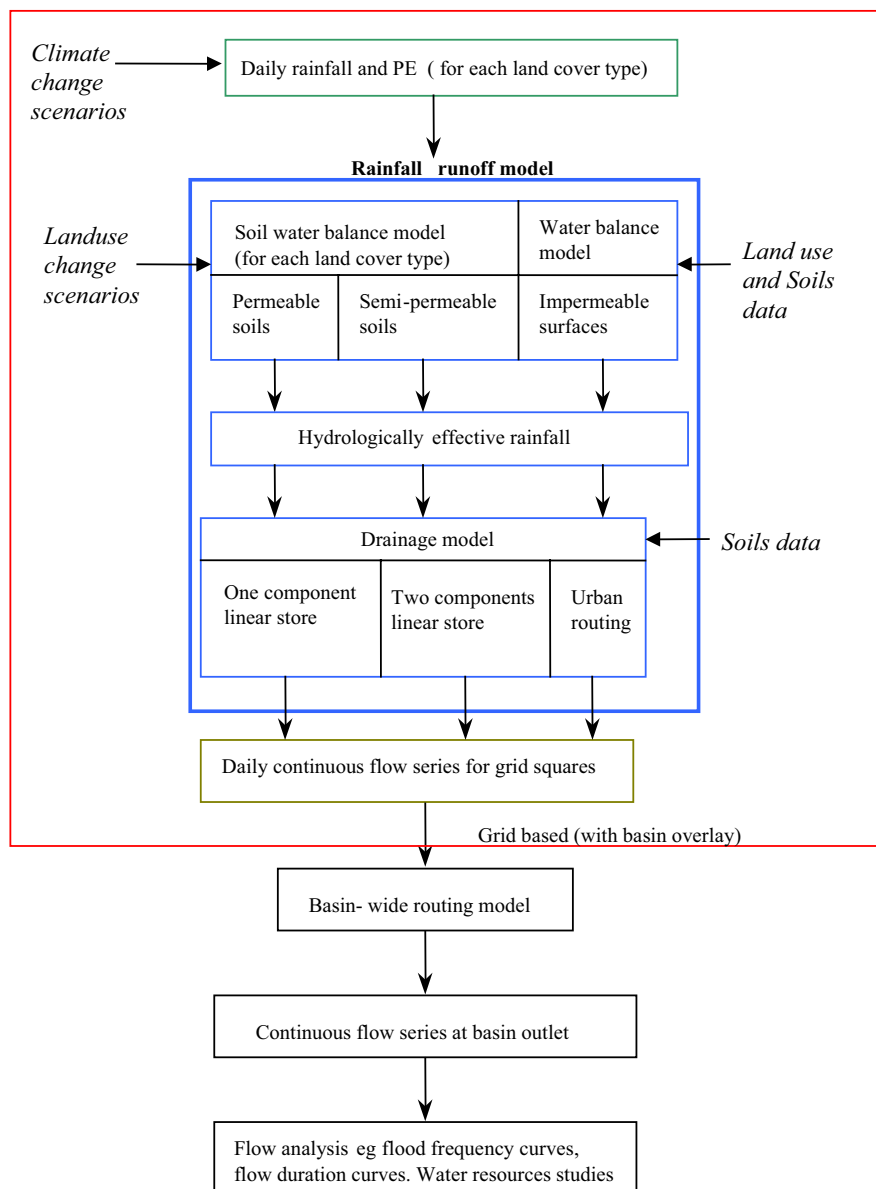 Climate
change
scenarios
Daily rainfall and PE ( for each land cover type)
Rainfall runoff model
Landuse
change
scenarios
Soil water balance model
(for each land cover type)
Water balance
model
Land use
and Soils
data
Permeable
soils
Semi-permeable
soils
Impermeable
surfaces
Hydrologically effective rainfall
Drainage model
Soils data
One component
linear store
Two components
linear store
Urban
routing
Daily continuous flow series for grid squares
Grid based (with basin overlay)
Basin- wide routing model
Continuous flow series at basin outlet
Flow analysis eg flood frequency curves,
flow duration curves. Water resources studies